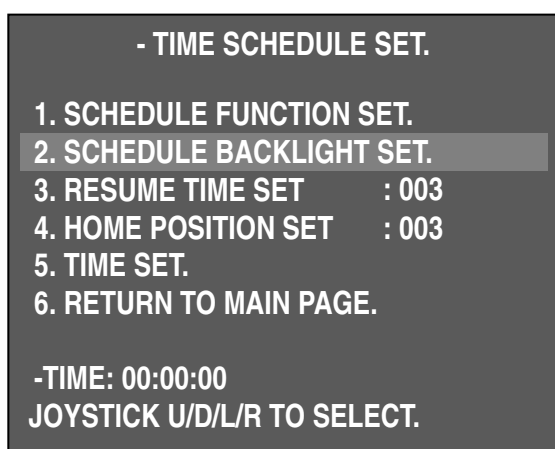 - TIME SCHEDULE SET.
1. SCHEDULE FUNCTION SET.
2. SCHEDULE BACKLIGHT SET.
3. RESUME TIME SET : 003
4. HOME POSITION SET : 003
5. TIME SET.
6. RETURN TO MAIN PAGE.
-TIME: 00:00:00
JOYSTICK U/D/L/R TO SELECT.